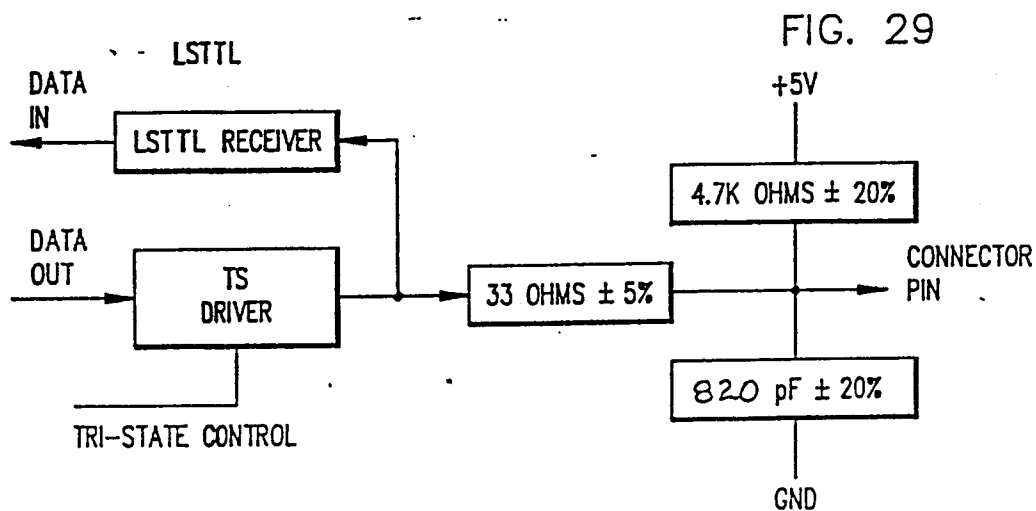 FIG. 29
LSTTL
+5V
DATA
IN
LSTTL RECEIVER
4.7K OHMS ± 20%
DATA
OUT
TS
DRIVER
33 OHMS ± 5%
CONNECTOR
PIN
820 pF ± 20%
TRI-STATE CONTROL
GND